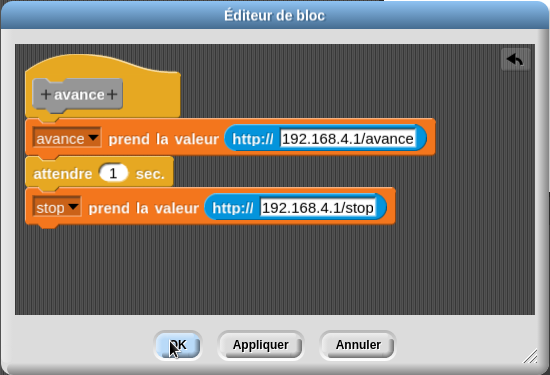 Éditeur de bloc
+ avance +
avance prend la valeur http:// 192.168.4.1/avance
attendre 1 sec.
stop prend la valeur http:// 192.168.4.1/stop
OK Appliquer Annuler